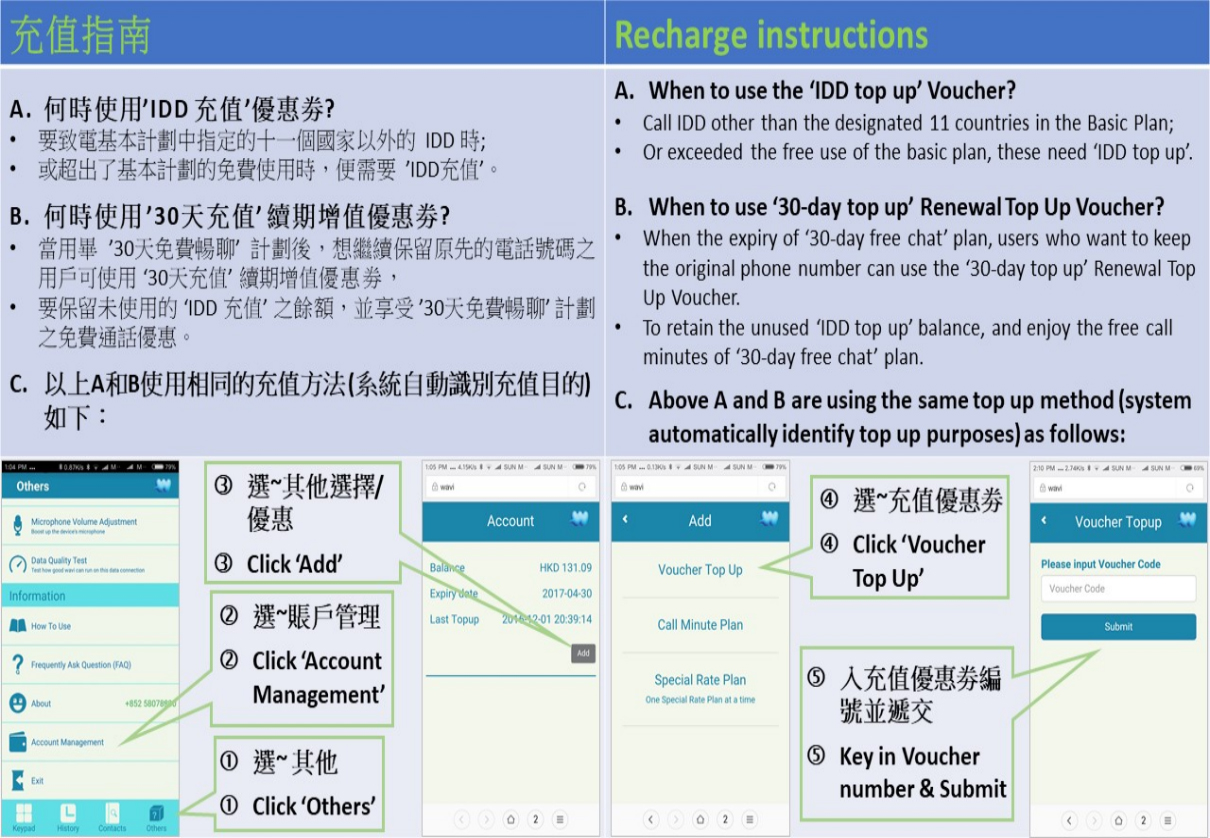 充值指南
A. 何時使用’IDD 充值’優惠券?
• 要致電基本計劃中指定的十一個國家以外的 IDD 時;
• 或超出了基本計劃的免費使用時，便需要 ’IDD充值’。
B. 何時使用’30天充值’ 續期增值優惠券?
• 當用畢 ’30天免費暢聊’ 計劃後，想繼續保留原先的電話號碼之
用戶可使用 ‘30天充值’ 續期增值優惠券，
• 要保留未使用的 ‘IDD 充值’ 之餘額，並享受 ’30天免費暢聊’ 計劃
之免費通話優惠。
C. 以上A和B使用相同的充值方法(系統自動識別充值目的)
如下：
Recharge instructions
A. When to use the ‘IDD top up’ Voucher?
• Call IDD other than the designated 11 countries in the Basic Plan;
• Or exceeded the free use of the basic plan, these need ‘IDD top up’.
B. When to use ‘30-day top up’ Renewal Top Up Voucher?
• When the expiry of ‘30-day free chat’ plan, users who want to keep
the original phone number can use the ‘30-day top up’ Renewal Top
Up Voucher.
• To retain the unused ‘IDD top up’ balance, and enjoy the free call
minutes of ‘30-day free chat’ plan.
C. Above A and B are using the same top up method (system
automatically identify top up purposes) as follows:
1:04 PM ... 0.87K/s 79%
Others
Microphone Volume Adjustment
Boost up the device's microphone
Data Quality Test
Test how good wavi can run on this data connection
Information
How To Use
Frequently Ask Question (FAQ)
About
Account Management
Exit
Keypad History Contacts Others
③ 選~其他選擇/
優惠
③ Click ‘Add’
② 選~賬戶管理
② Click ‘Account
Management’
① 選~ 其他
① Click ‘Others’
1:05 PM ... 4.15K/s SUN M SUN M 79%
wavi
Account
Balance HKD 131.09
Expiry date 2017-04-30
Last Topup 20:39:14
Add
2
1:05 PM ... 0.13K/s SUN M SUN M 79%
wavi
Add
Voucher Top Up
Call Minute Plan
Special Rate Plan
One Special Rate Plan at a time
2
④ 選~充值優惠券
④ Click ‘Voucher
Top Up’
⑤ 入充值優惠券編
號並遞交
⑤ Key in Voucher
number & Submit
2:10 PM ... 2.74K/s SUN M SUN M 69%
wavi
Voucher Topup
Please input Voucher Code
Voucher Code
Submit
2